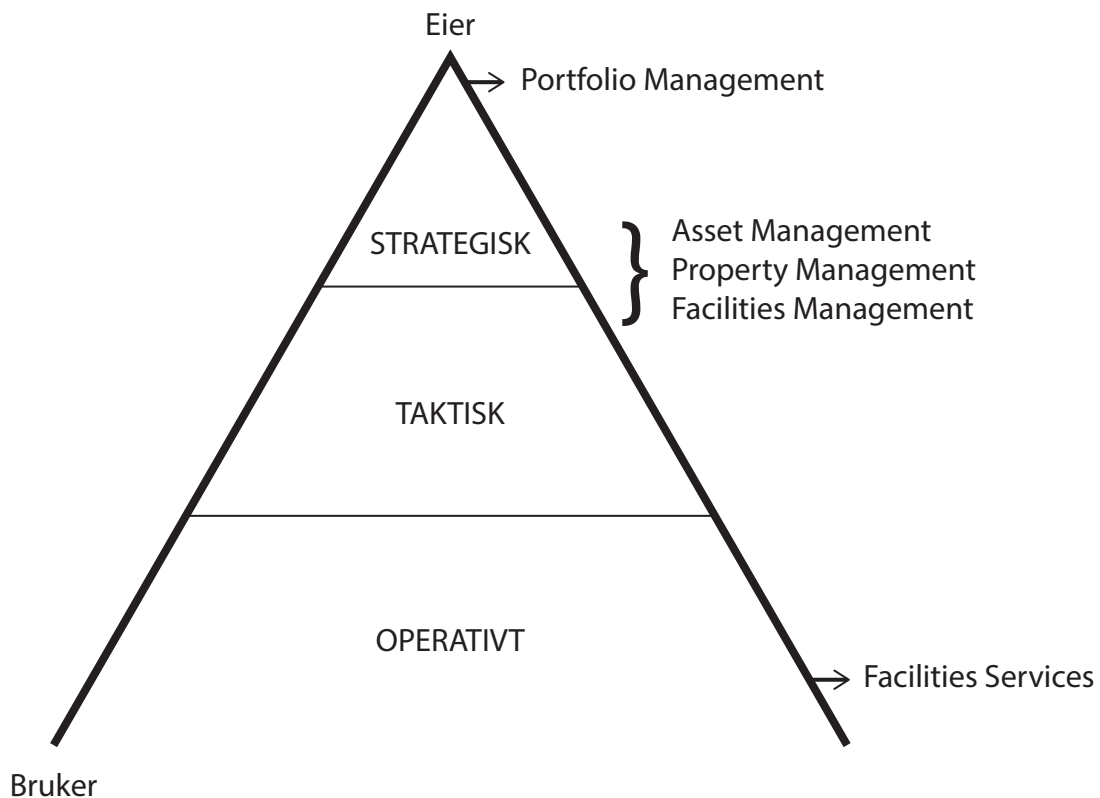 Eier
Portfolio Management
STRATEGISK
Asset Management
Property Management
Facilities Management
TAKTISK
OPERATIVT
Facilities Services
Bruker